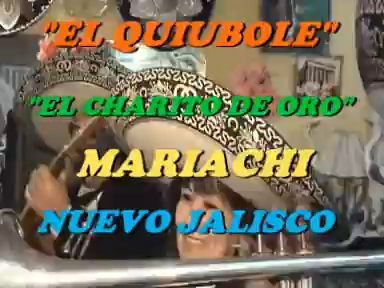 "EL QUIUBOLE"
"EL CHARITO DE ORO"
MARIACHI
NUEVO JALISCO